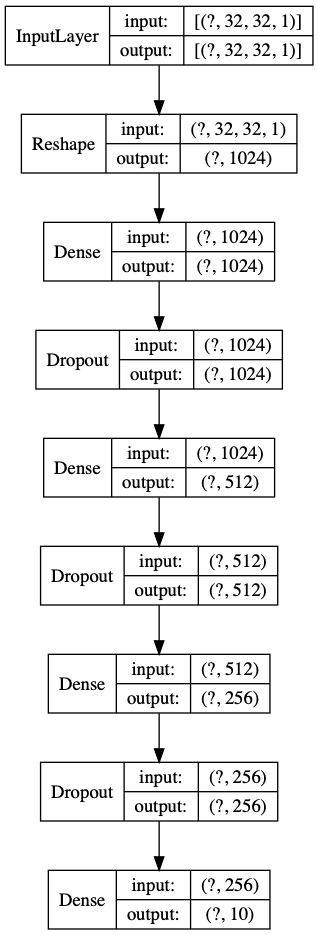 InputLayer input: [(?, 32, 32, 1)]
output: [(?, 32, 32, 1)]
Reshape input: (?, 32, 32, 1)
output: (?, 1024)
Dense input: (?, 1024)
output: (?, 1024)
Dropout input: (?, 1024)
output: (?, 1024)
Dense input: (?, 1024)
output: (?, 512)
Dropout input: (?, 512)
output: (?, 512)
Dense input: (?, 512)
output: (?, 256)
Dropout input: (?, 256)
output: (?, 256)
Dense input: (?, 256)
output: (?, 10)